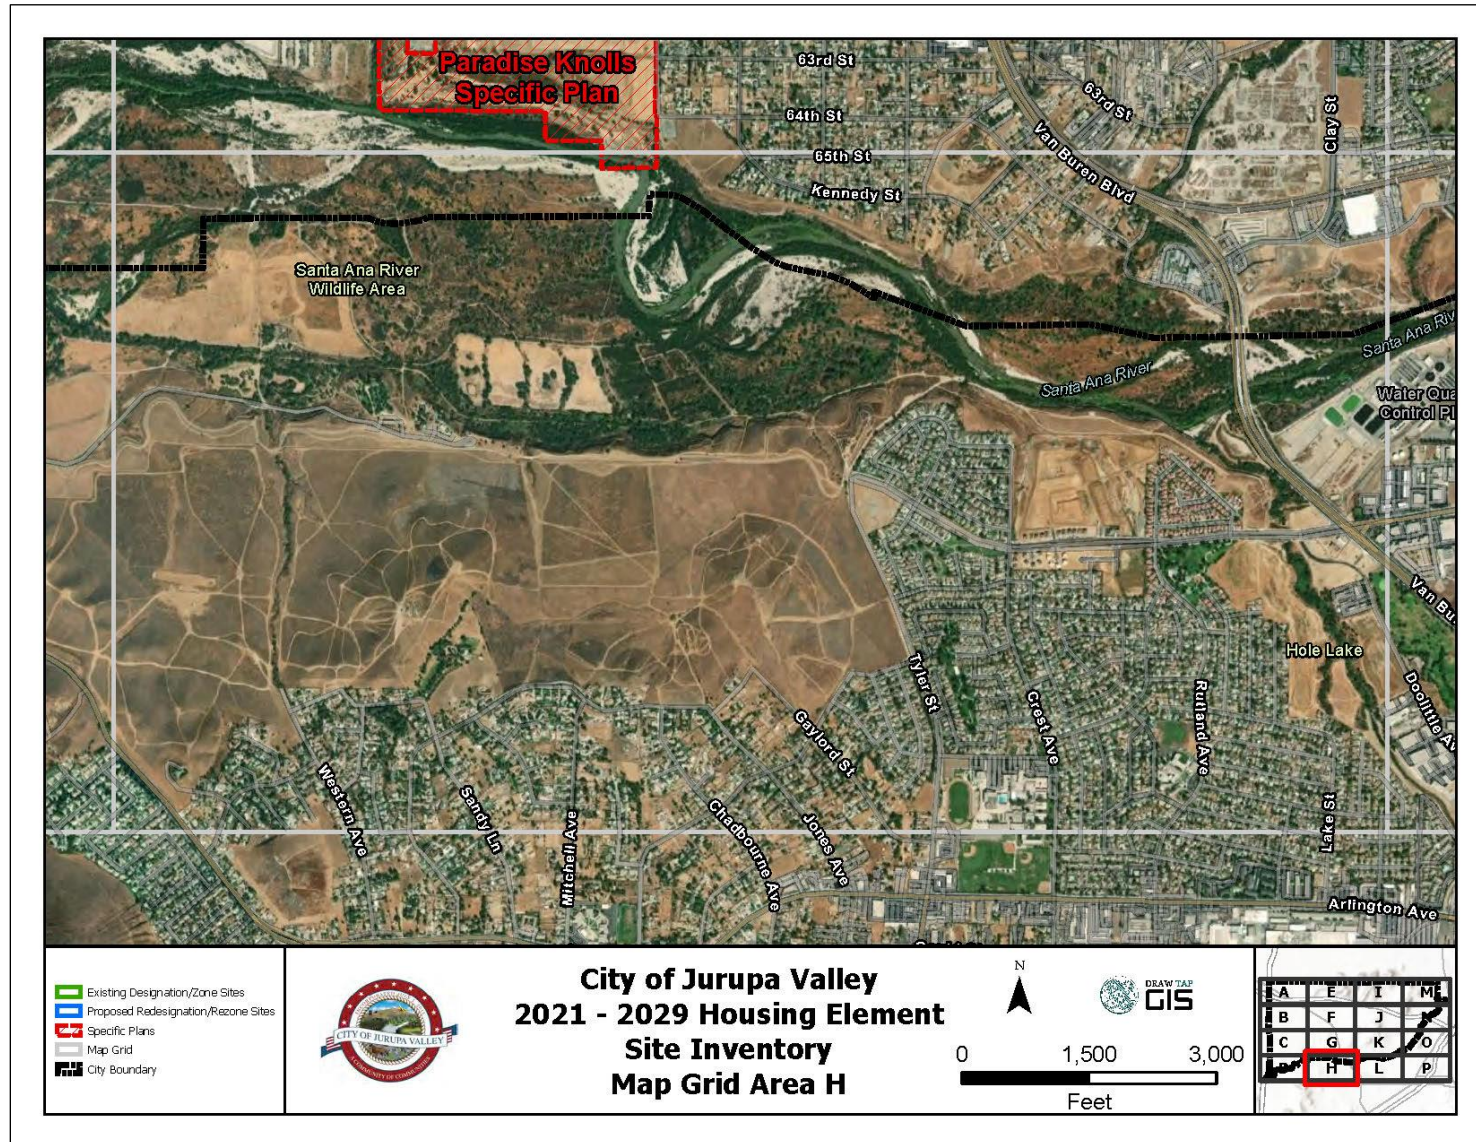 Paradise Knolls
Specific Plan
63rd St
63rd St
64th St
65th St
Kennedy St
Van Buren Blvd
Clay St
Santa Ana River
Wildlife Area
Santa Ana River
Santa Ana Riv
Water Qua
Control Pl
Van Bu
Hole Lake
Doolittle Av
Tyler St
Crest Ave
Rutland Ave
Gaylord St
Western Ave
Sandy Ln
Mitchell Ave
Chadbourne Ave
Jones Ave
Lake St
Arlington Ave
Existing Designation/Zone Sites
Proposed Redesignation/Rezone Sites
Specific Plans
Map Grid
City Boundary
CITY OF JURUPA VALLEY
A COMMUNITY OF COMMUNITIES
City of Jurupa Valley
2021 - 2029 Housing Element
Site Inventory
Map Grid Area H
N
DRAW TAP
GIS
0 1,500 3,000
Feet
A E I M
B F J
C G K O
D H L P